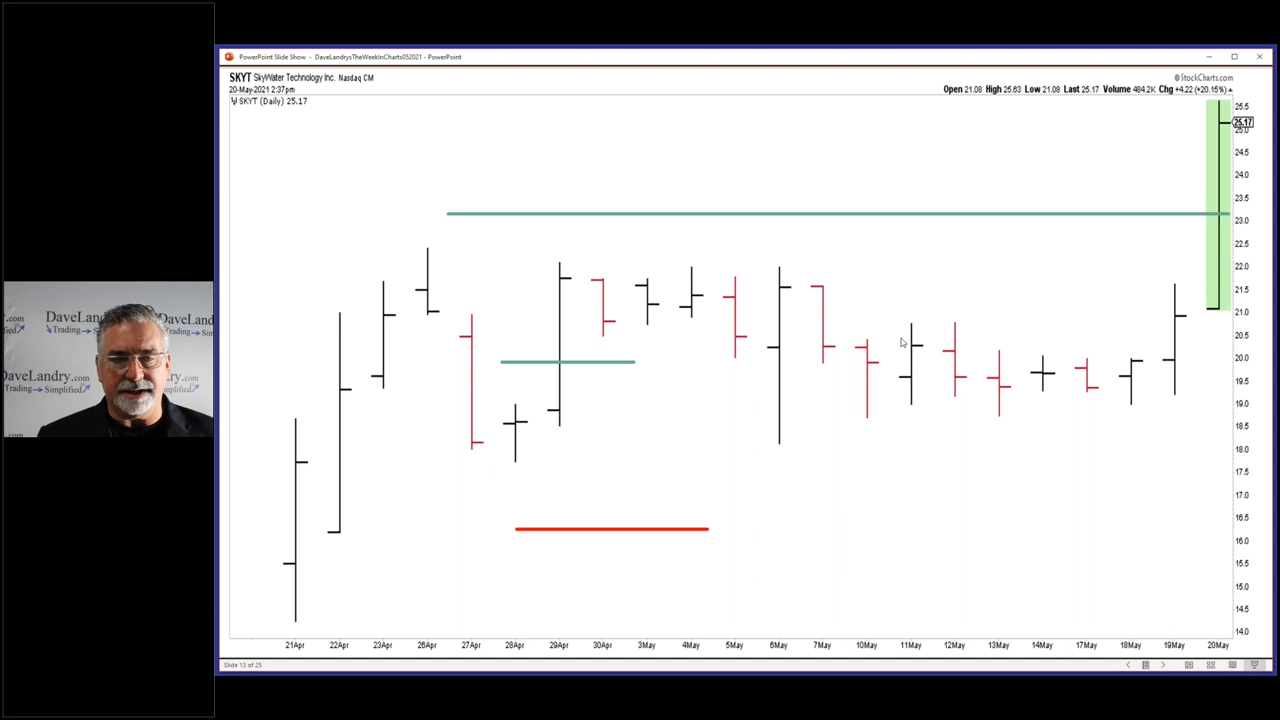 PowerPoint Slide Show - DaveLandrysTheWeekInCharts052021 - PowerPoint
SKYT SkyWater Technology Inc. Nasdaq CM
© StockCharts.com
20-May-2021 2:37pm
Open 21.08 High 25.63 Low 21.08 Last 25.17 Volume 484.2K Chg +4.22 (+20.15%)
SKYT (Daily) 25.17
25.5
25.17
25.0
24.5
24.0
23.5
23.0
22.5
22.0
21.5
21.0
20.5
20.0
19.5
19.0
18.5
18.0
17.5
17.0
16.5
16.0
15.5
15.0
14.5
14.0
21Apr 22Apr 23Apr 26Apr 27Apr 28Apr 29Apr 30Apr 3May 4May 5May 6May 7May 10May 11May 12May 13May 14May 17May 18May 19May 20May
Slide 13 of 25
.com
DaveLandry.com
Trading Simplified